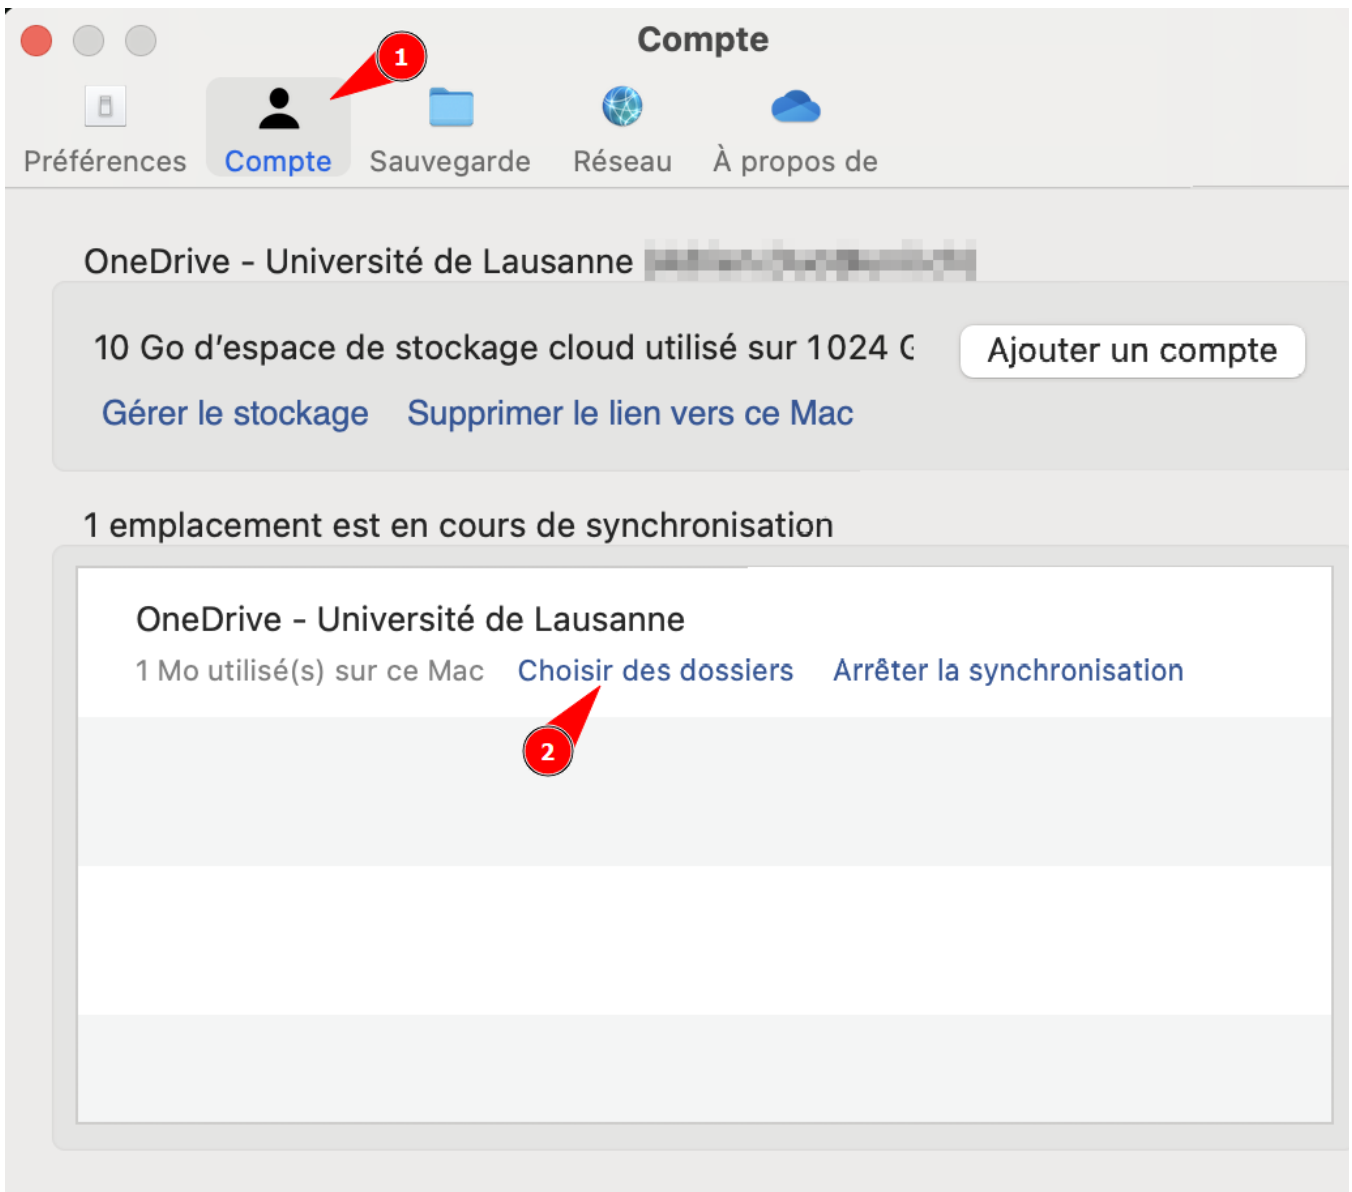 Compte
1
Préférences Compte Sauvegarde Réseau À propos de
OneDrive - Université de Lausanne
10 Go d'espace de stockage cloud utilisé sur 1024 Ajouter un compte
Gérer le stockage Supprimer le lien vers ce Mac
1 emplacement est en cours de synchronisation
OneDrive - Université de Lausanne
1 Mo utilisé(s) sur ce Mac Choisir des dossiers Arrêter la synchronisation
2